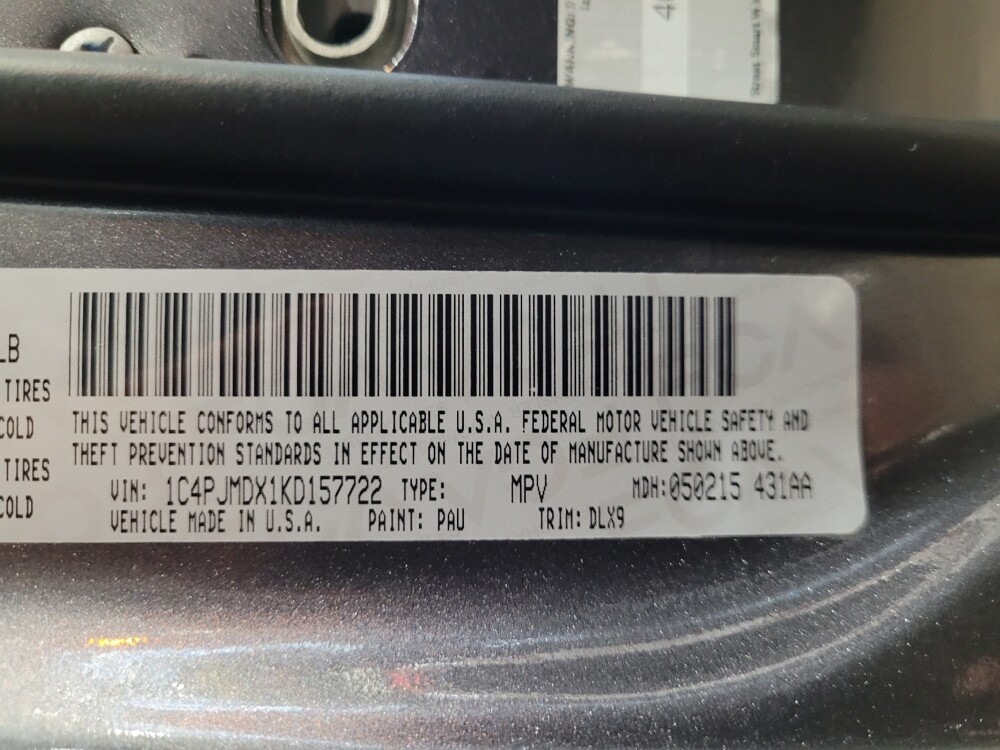 LB
TIRES
COLD
TIRES
COLD
THIS VEHICLE CONFORMS TO ALL APPLICABLE U.S.A. FEDERAL MOTOR VEHICLE SAFETY AND
THEFT PREVENTION STANDARDS IN EFFECT ON THE DATE OF MANUFACTURE SHOWN ABOVE.
VIN: 1C4PJMDX1KD157722 TYPE: MPV MDH:050215 431AA
VEHICLE MADE IN U.S.A. PAINT: PAU TRIM: DLX9